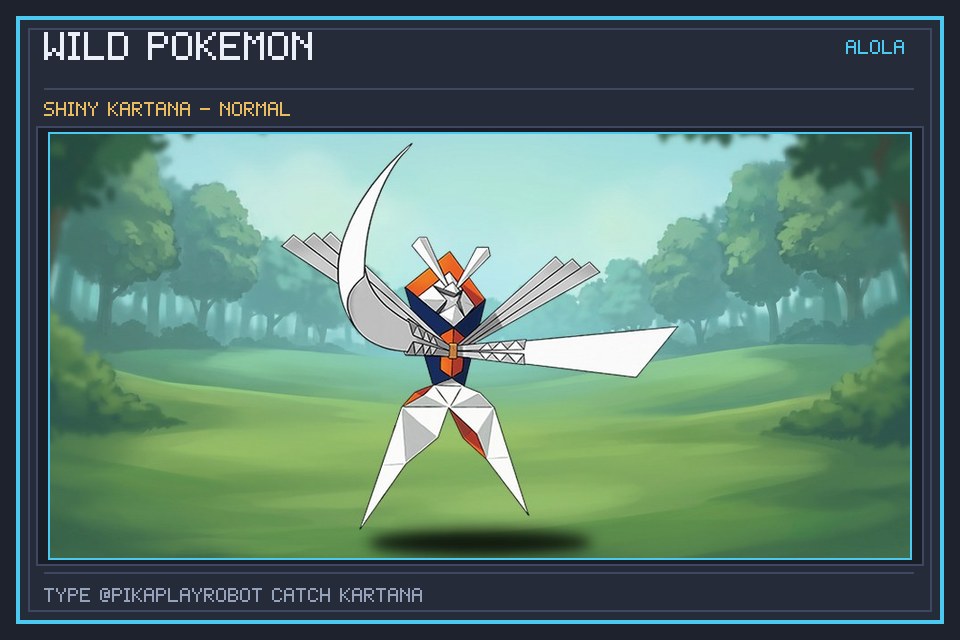 WILD POKEMON
ALOLA
SHINY KARTANA - NORMAL
TYPE @PIKAPLAYROBOT CATCH KARTANA